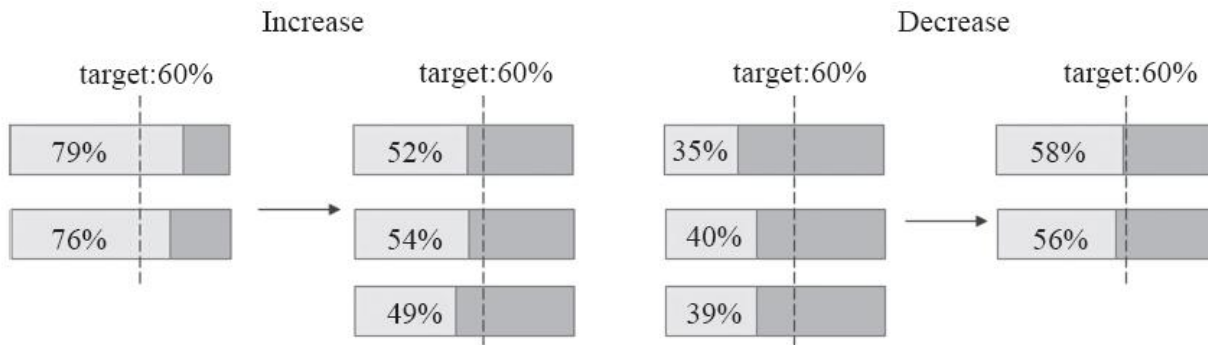 Increase
Decrease
target:60%
target:60%
target:60%
target:60%
79%
52%
35%
58%
76%
54%
40%
56%
49%
39%